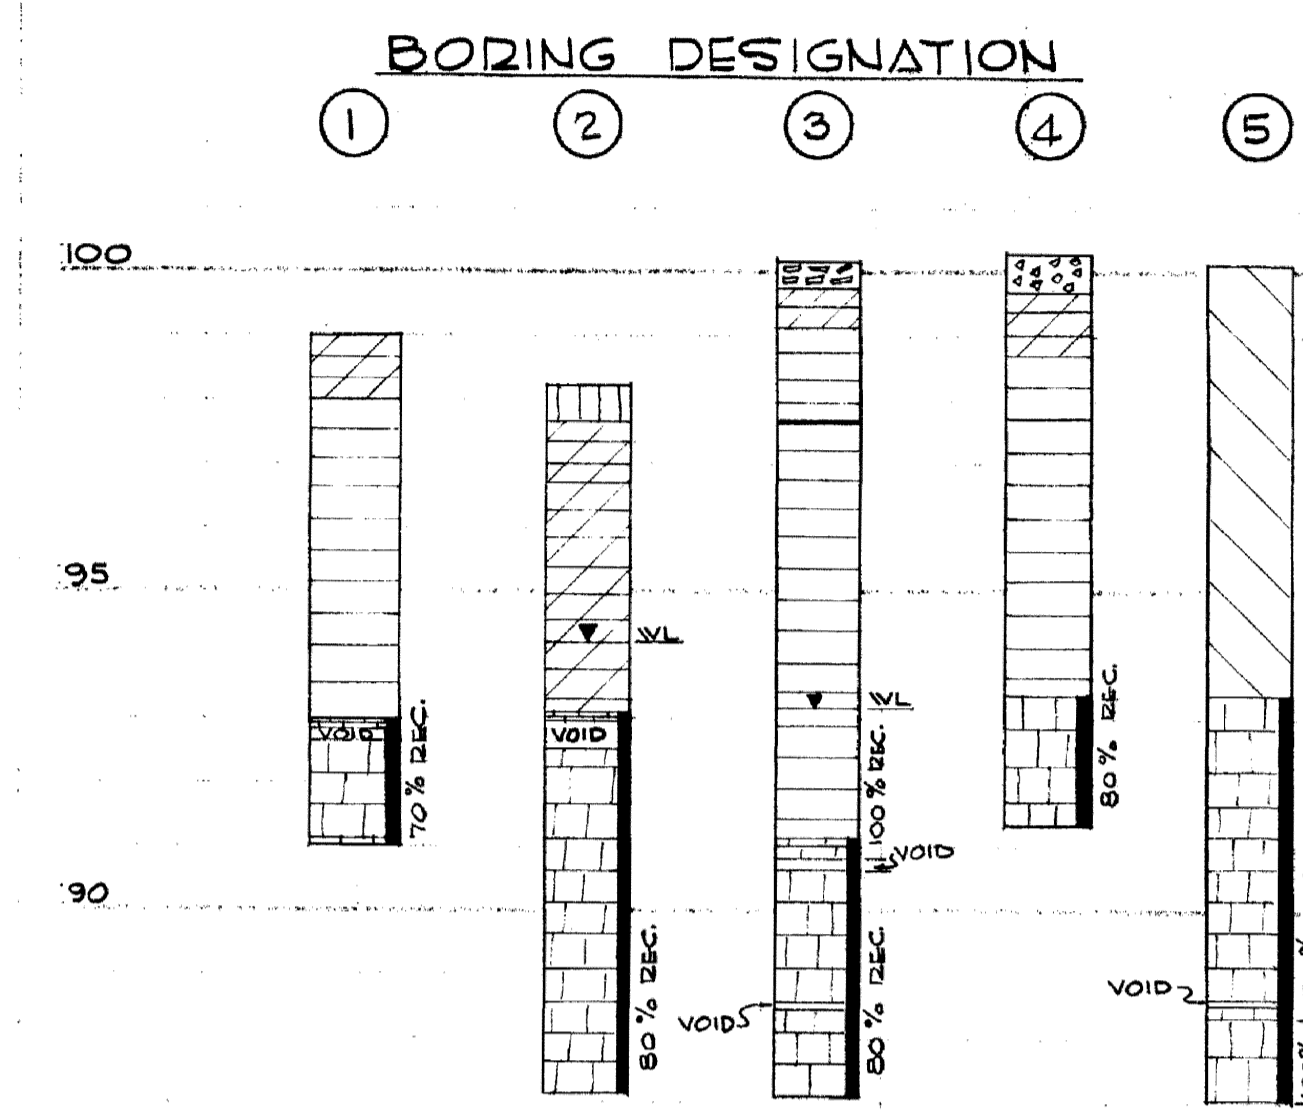 BORING DESIGNATION
1 2 3 4 5
100
95
WL
WL
VOID VOID
70% REC.
100% REC.
80% REC.
VOID
90
80% REC.
80% REC.
VOID
VOID